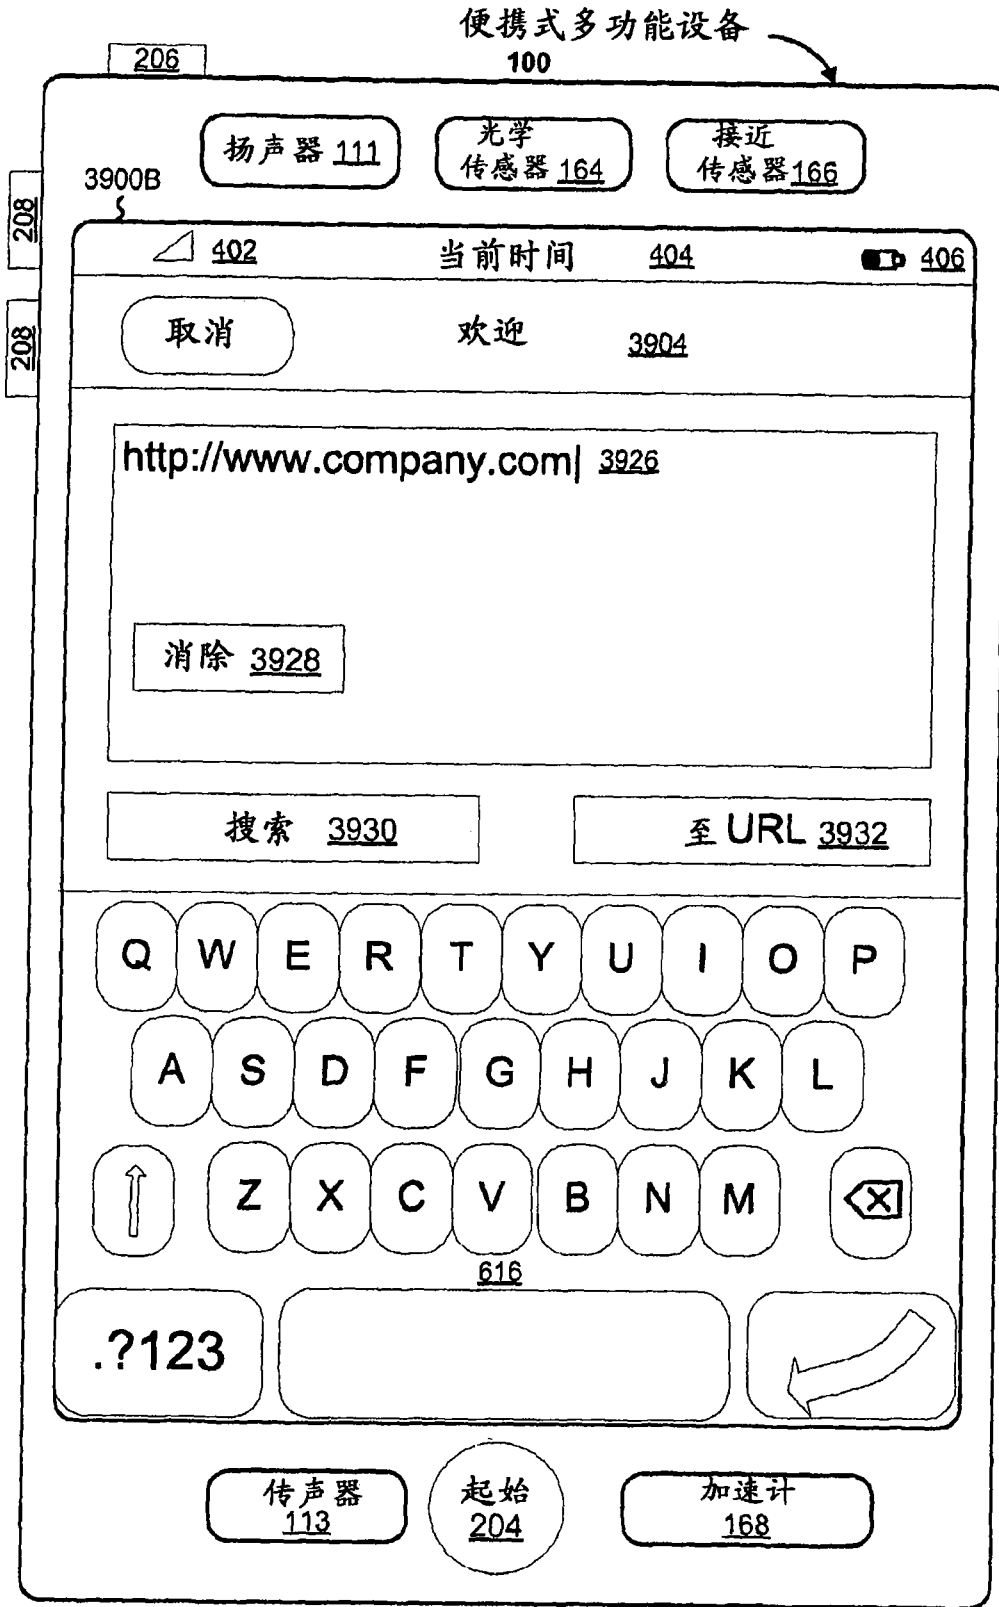 便携式多功能设备
100
206
扬声器 111
光学
传感器 164
接近
传感器 166
3900B
208
208
402 当前时间 404 406
取消 欢迎 3904
http://www.company.com| 3926
消除 3928
搜索 3930 至 URL 3932
Q W E R T Y U I O P
A S D F G H J K L
Z X C V B N M
616
.?123
传声器
113
起始
204
加速计
168